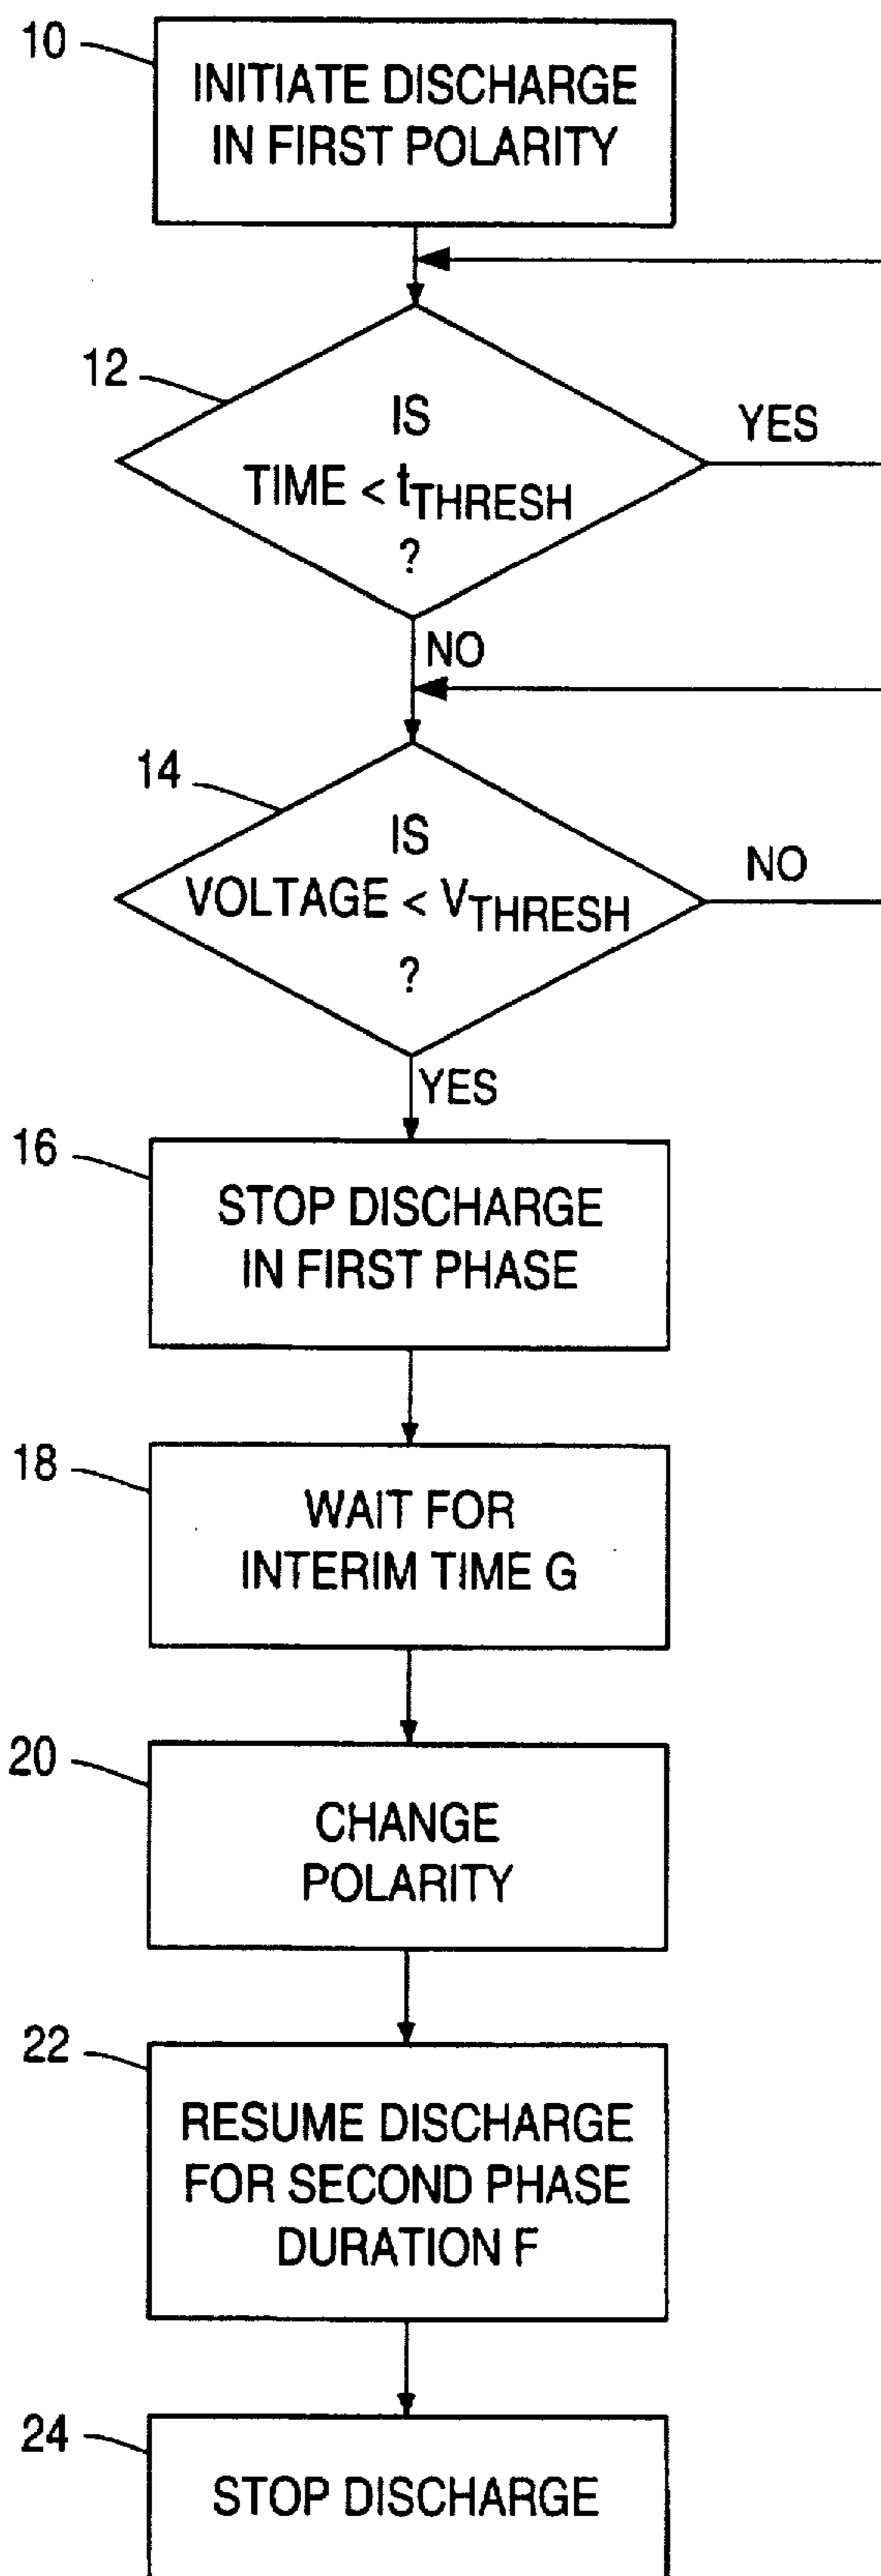 10
INITIATE DISCHARGE
IN FIRST POLARITY
12
IS
TIME < tTHRESH
?
YES
NO
14
IS
VOLTAGE < VTHRESH
?
NO
YES
16
STOP DISCHARGE
IN FIRST PHASE
18
WAIT FOR
INTERIM TIME G
20
CHANGE
POLARITY
22
RESUME DISCHARGE
FOR SECOND PHASE
DURATION F
24
STOP DISCHARGE